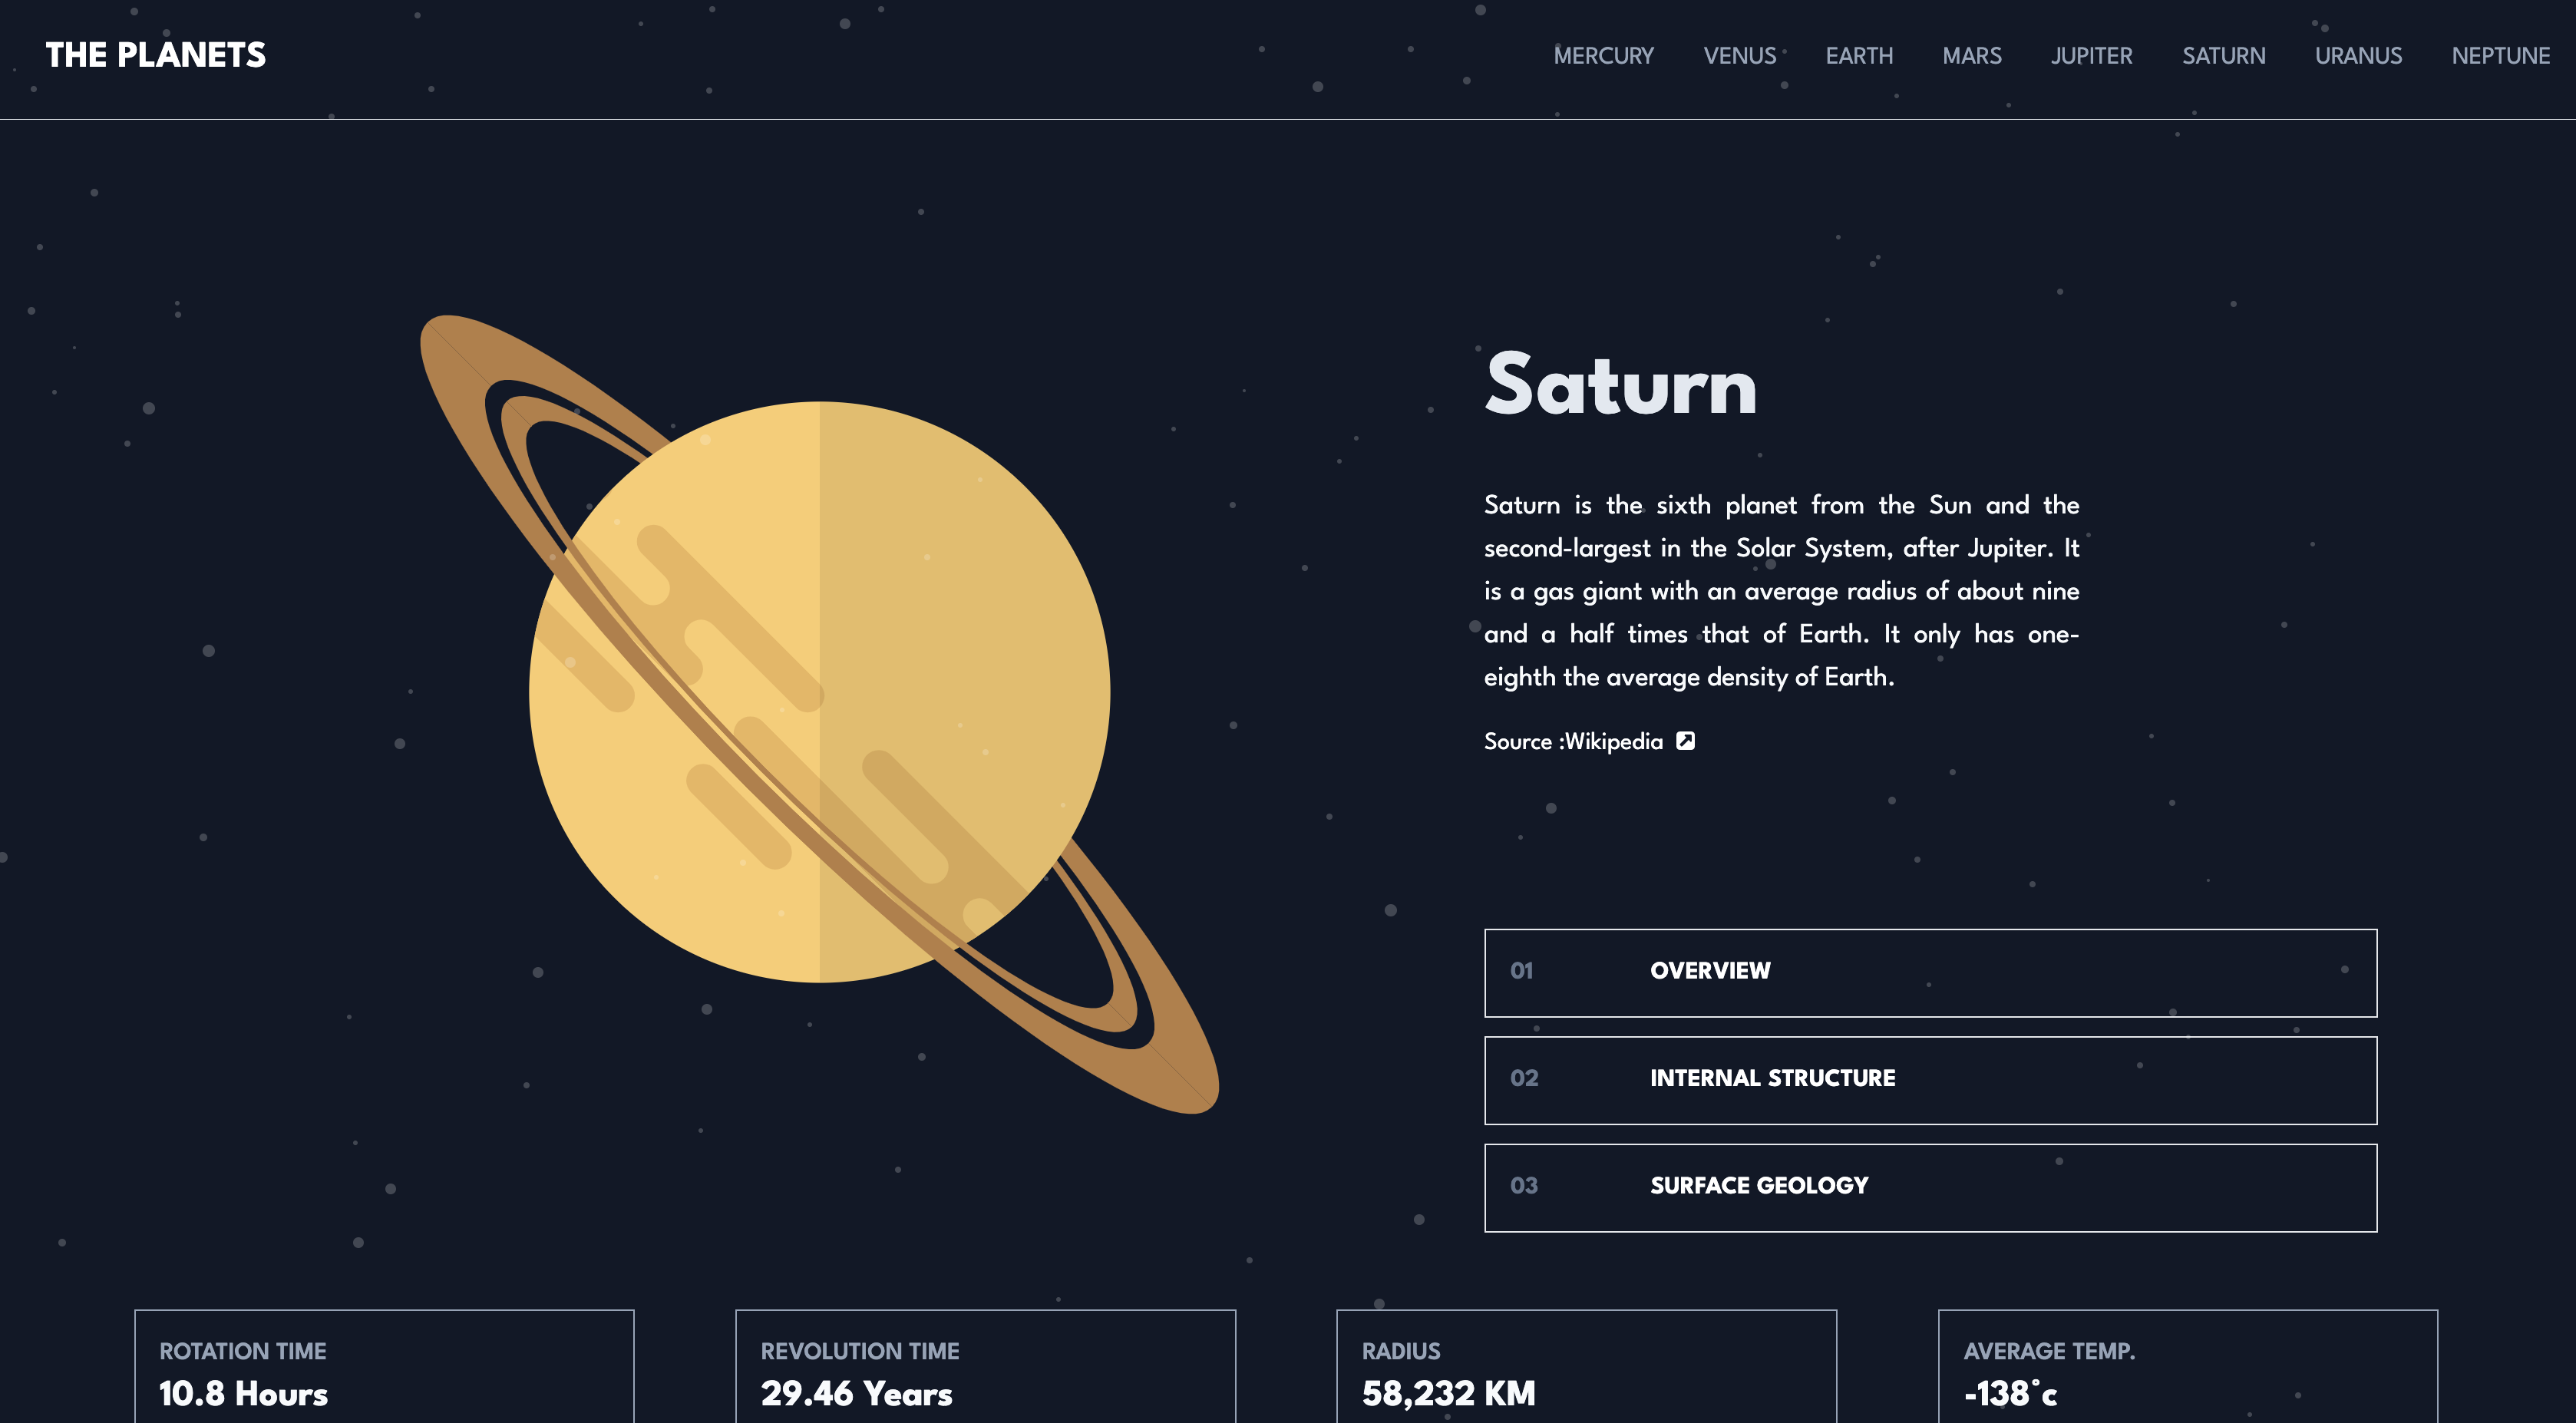 THE PLANETS
MERCURY VENUS EARTH MARS JUPITER SATURN URANUS NEPTUNE
Saturn
Saturn is the sixth planet from the Sun and the
second-largest in the Solar System, after Jupiter. It
is a gas giant with an average radius of about nine
and a half times that of Earth. It only has one-
eighth the average density of Earth.
Source :Wikipedia
01 OVERVIEW
02 INTERNAL STRUCTURE
03 SURFACE GEOLOGY
ROTATION TIME
10.8 Hours
REVOLUTION TIME
29.46 Years
RADIUS
58,232 KM
AVERAGE TEMP.
-138°c